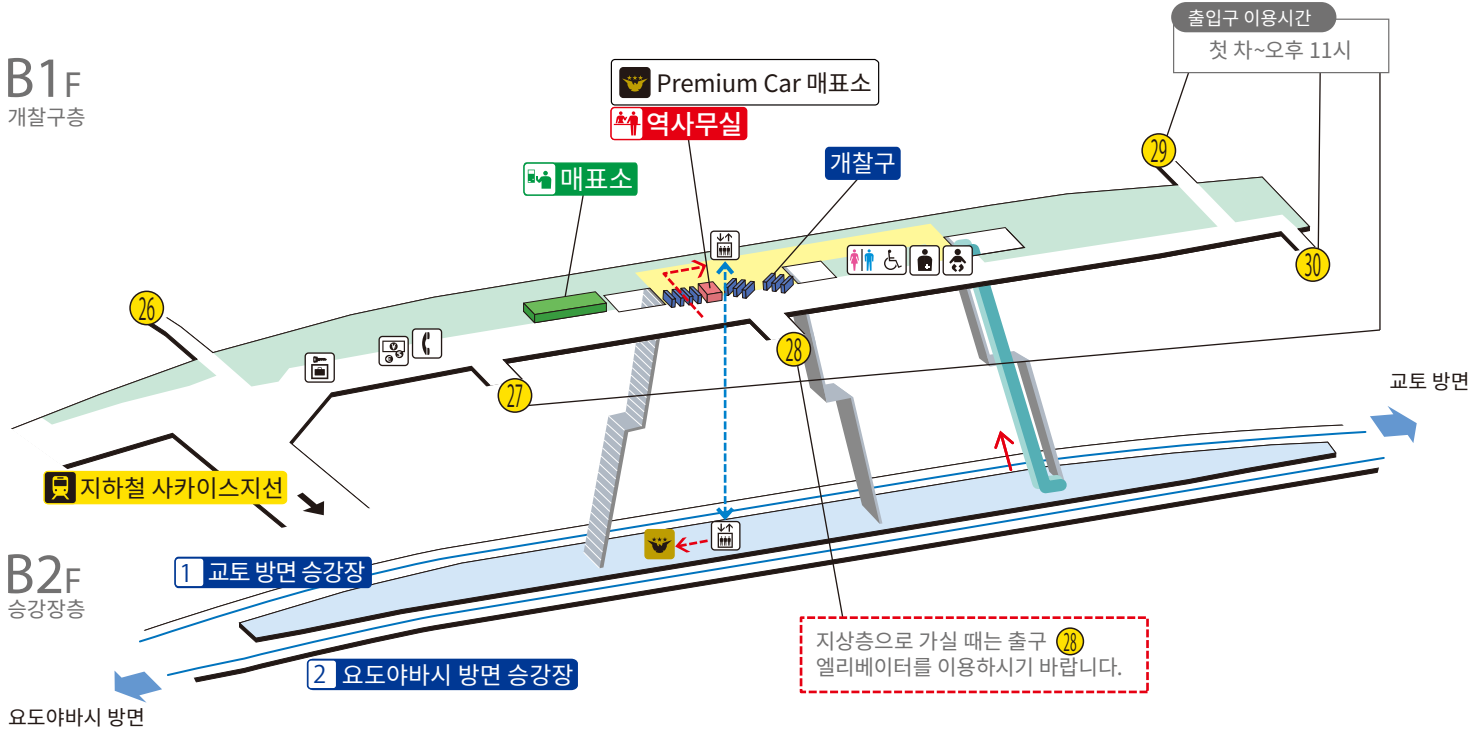 출입구 이용시간
첫 차~오후 11시
B1F
개찰구층
Premium Car 매표소
역사무실
매표소
개찰구
29
30
26
28
27
교토 방면
지하철 사카이스지선
B2F
승강장층
1 교토 방면 승강장
2 요도야바시 방면 승강장
지상층으로 가실 때는 출구 28
엘리베이터를 이용하시기 바랍니다.
요도야바시 방면